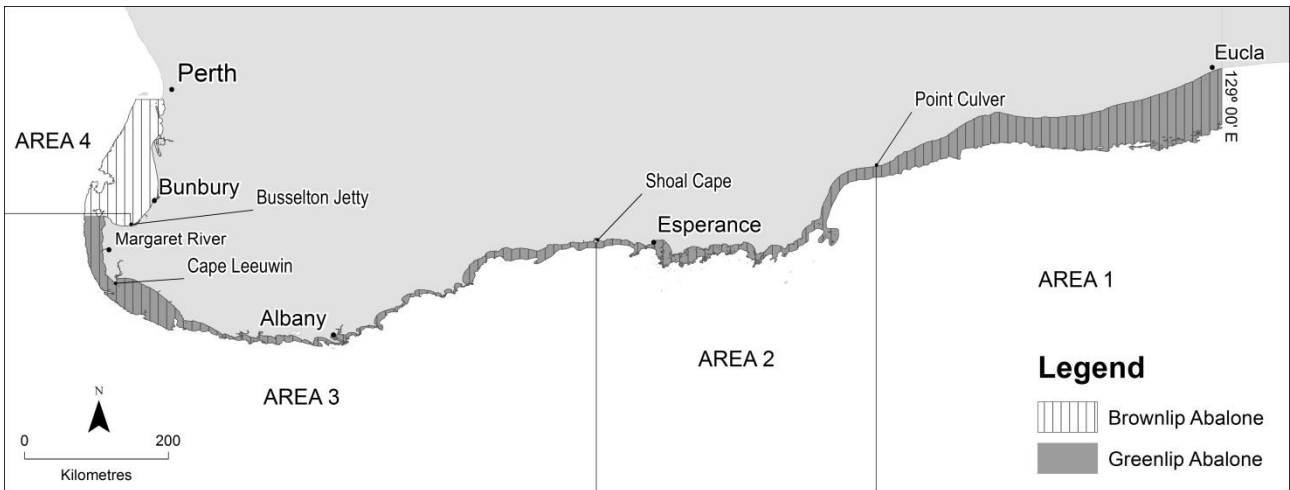 Eucla
Perth
129° 00' E
Point Culver
AREA 4
Shoal Cape
Bunbury
Busselton Jetty
Esperance
Margaret River
Cape Leeuwin
AREA 1
Albany
AREA 2
Legend
N
AREA 3
Brownlip Abalone
0 200
Greenlip Abalone
Kilometres